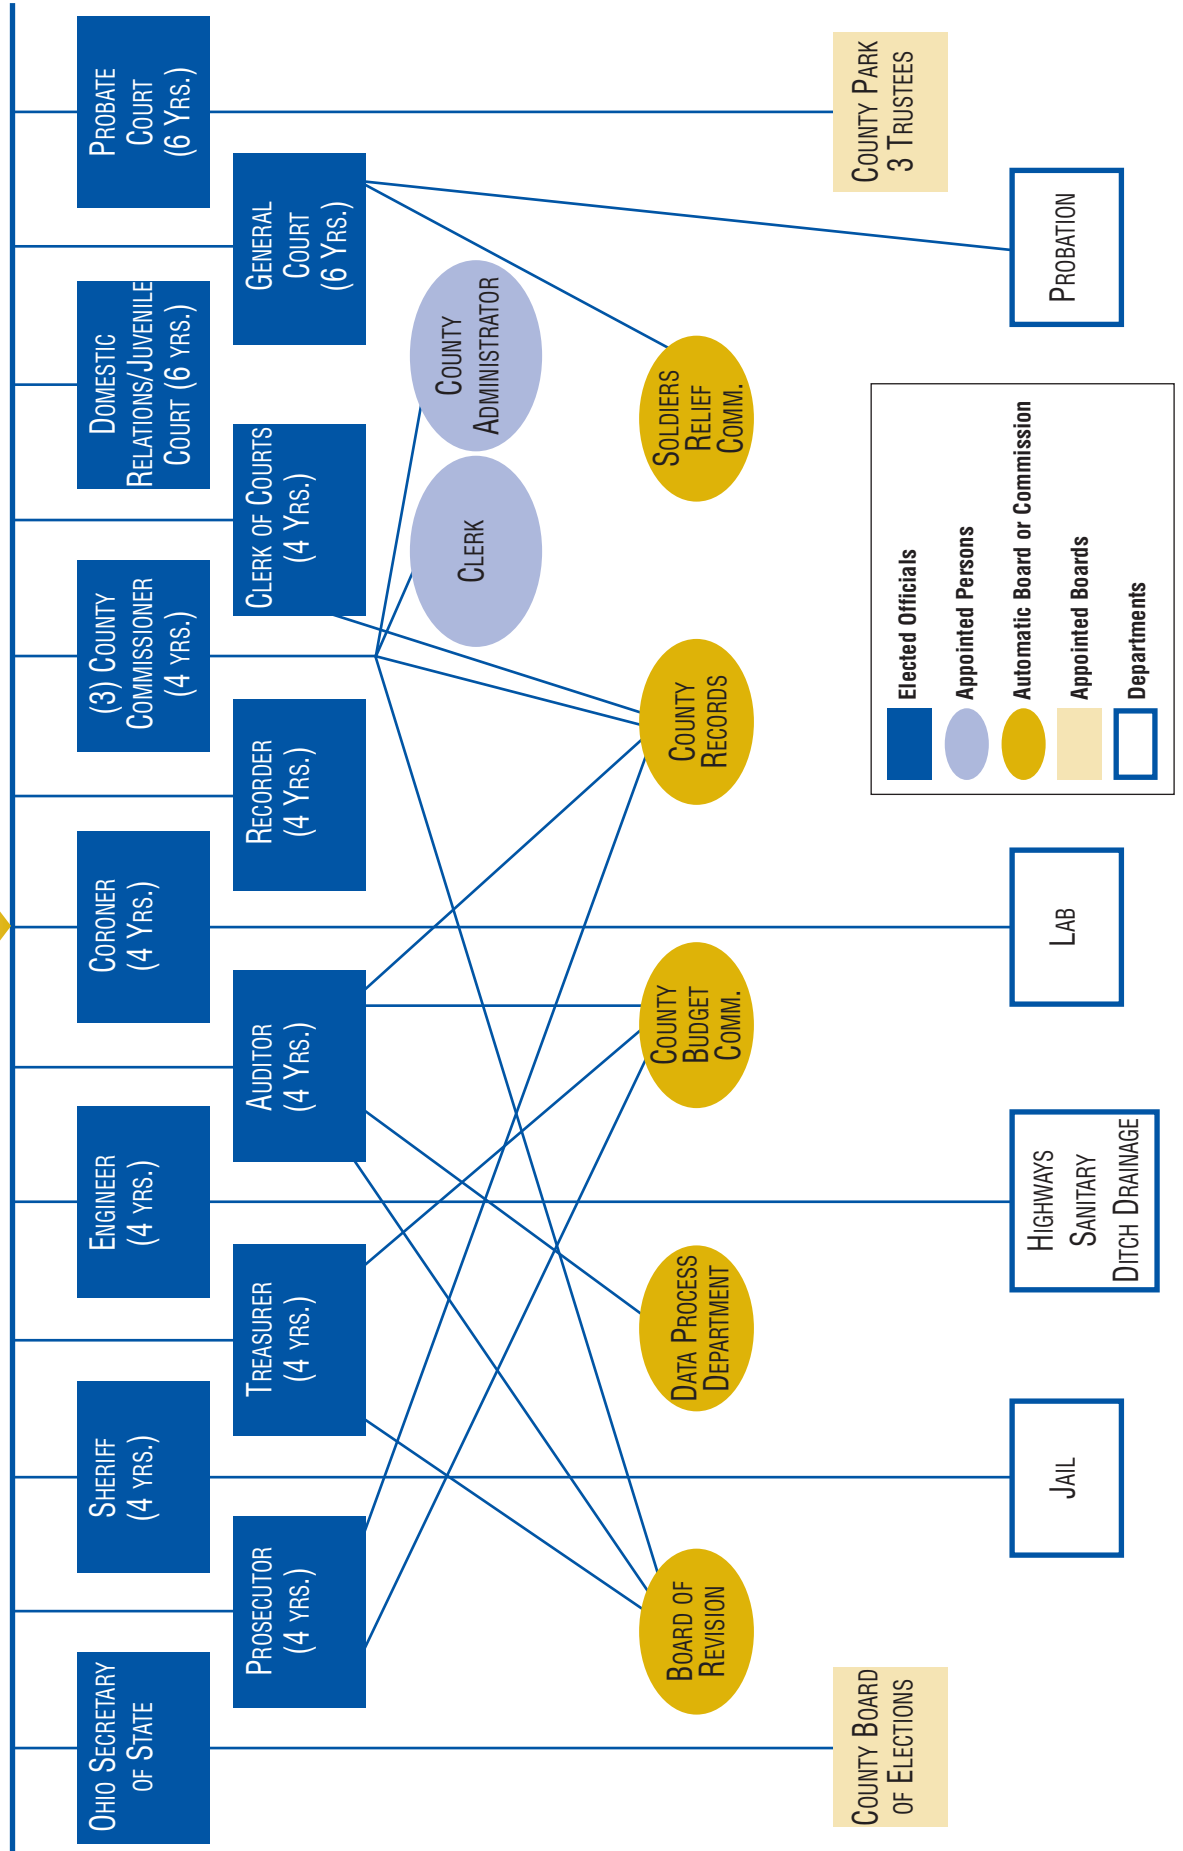 Ohio Secretary
of State
Sheriff
(4 yrs.)
Engineer
(4 yrs.)
Coroner
(4 Yrs.)
(3) County
Commissioner
(4 yrs.)
Domestic
Relations/Juvenile
Court (6 yrs.)
Probate
Court
(6 Yrs.)
Prosecutor
(4 yrs.)
Treasurer
(4 yrs.)
Auditor
(4 Yrs.)
Recorder
(4 Yrs.)
Clerk of Courts
(4 Yrs.)
General
Court
(6 Yrs.)
Clerk
County
Administrator
Board of
Revision
Data Process
Department
County
Budget
Comm.
County
Records
Soldiers
Relief
Comm.
County Board
of Elections
County Park
3 Trustees
Jail
Highways
Sanitary
Ditch Drainage
Lab
Probation
Elected Officials
Appointed Persons
Automatic Board or Commission
Appointed Boards
Departments